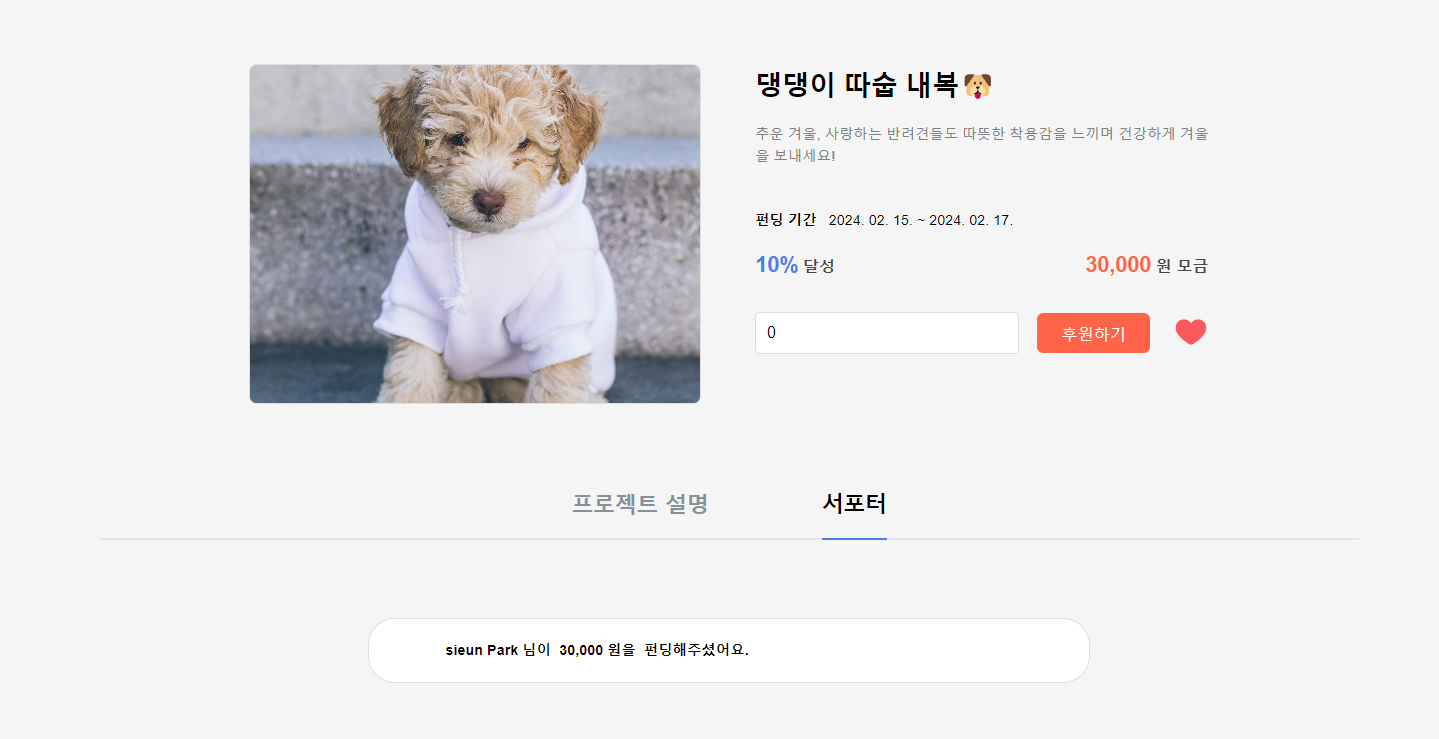 댕댕이 따숩 내복🐶
추운 겨울, 사랑하는 반려견들도 따뜻한 착용감을 느끼며 건강하게 겨울
을 보내세요!
펀딩 기간 2024. 02. 15. ~ 2024. 02. 17.
10% 달성 30,000 원 모금
0 후원하기
프로젝트 설명 서포터
sieun Park 님이 30,000 원을 펀딩해주셨어요.